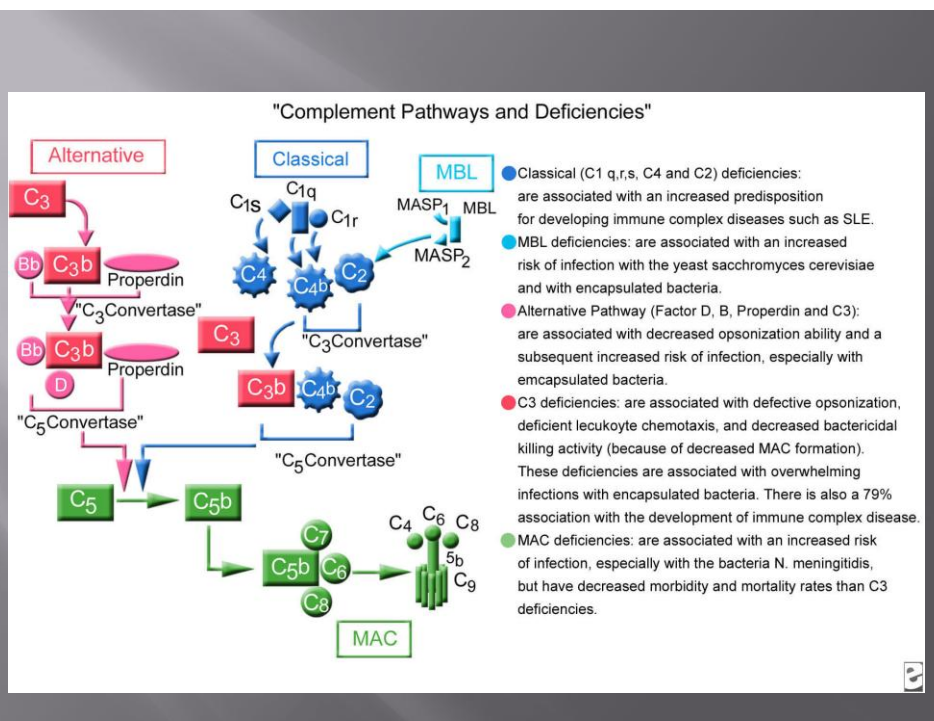 "Complement Pathways and Deficiencies"
Alternative
C3
Bb
C3b
Properdin
"C3Convertase"
Bb
C3b
Properdin
D
"C5Convertase"
Classical
C1s
C1q
C1r
C4
C4b
C2
C3
"C3Convertase"
C3b
C4b
C2
"C5Convertase"
MBL
MASP1
MBL
MASP2
C5
C5b
C7
C5b
C6
C8
C4
C6
C8
5b
C9
MAC
Classical (C1 q,r,s, C4 and C2) deficiencies:
are associated with an increased predisposition
for developing immune complex diseases such as SLE.
MBL deficiencies: are associated with an increased
risk of infection with the yeast sacchromyces cerevisiae
and with encapsulated bacteria.
Alternative Pathway (Factor D, B, Properdin and C3):
are associated with decreased opsonization ability and a
subsequent increased risk of infection, especially with
emcapsulated bacteria.
C3 deficiencies: are associated with defective opsonization,
deficient lecukoyte chemotaxis, and decreased bactericidal
killing activity (because of decreased MAC formation).
These deficiencies are associated with overwhelming
infections with encapsulated bacteria. There is also a 79%
association with the development of immune complex disease.
MAC deficiencies: are associated with an increased risk
of infection, especially with the bacteria N. meningitidis,
but have decreased morbidity and mortality rates than C3
deficiencies.
e